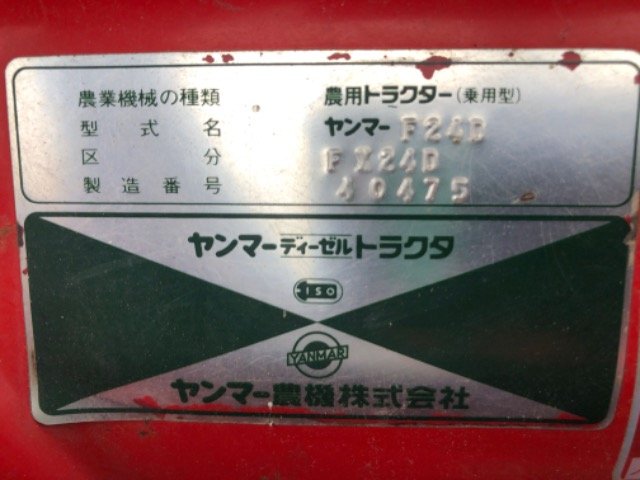 農業機械の種類 農用トラクター(乗用型)
型式名 ヤンマー F24D
区分 FX24D
製造番号 40475
ヤンマーディーゼルトラクタ
ISO
YANMAR
ヤンマー農機株式会社